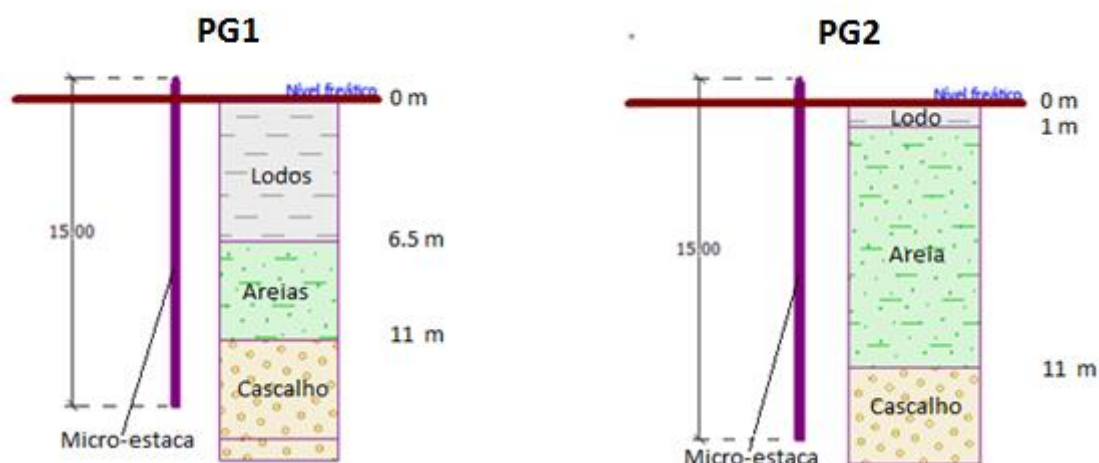 PG1
Nível freático
0 m
Lodos
15.00
6.5 m
Areias
11 m
Cascalho
Micro-estaca
PG2
Nível freático
0 m
Lodo
1 m
15.00
Areia
11 m
Cascalho
Micro-estaca